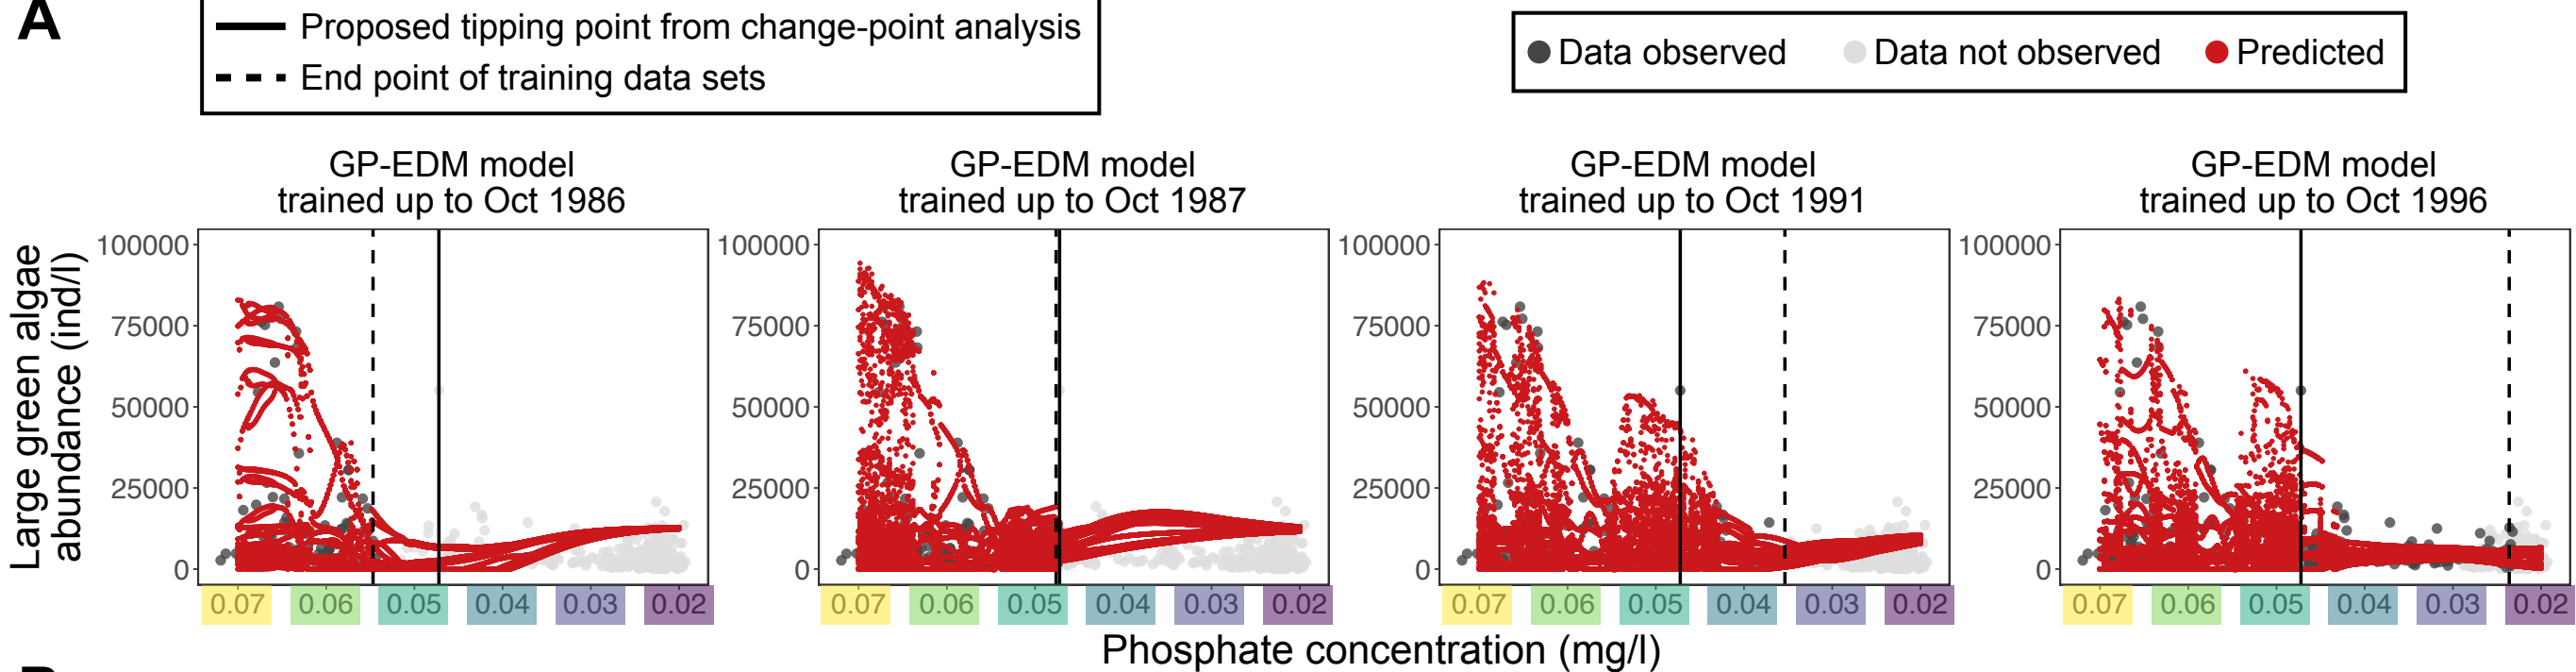 A
Proposed tipping point from change-point analysis
End point of training data sets
Data observed
Data not observed
Predicted
GP-EDM model
trained up to Oct 1986
GP-EDM model
trained up to Oct 1987
GP-EDM model
trained up to Oct 1991
GP-EDM model
trained up to Oct 1996
Large green algae
abundance (ind/l)
100000
75000
50000
25000
0
100000
75000
50000
25000
0
100000
75000
50000
25000
0
100000
75000
50000
25000
0
0.07 0.06 0.05 0.04 0.03 0.02
0.07 0.06 0.05 0.04 0.03 0.02
0.07 0.06 0.05 0.04 0.03 0.02
0.07 0.06 0.05 0.04 0.03 0.02
Phosphate concentration (mg/l)